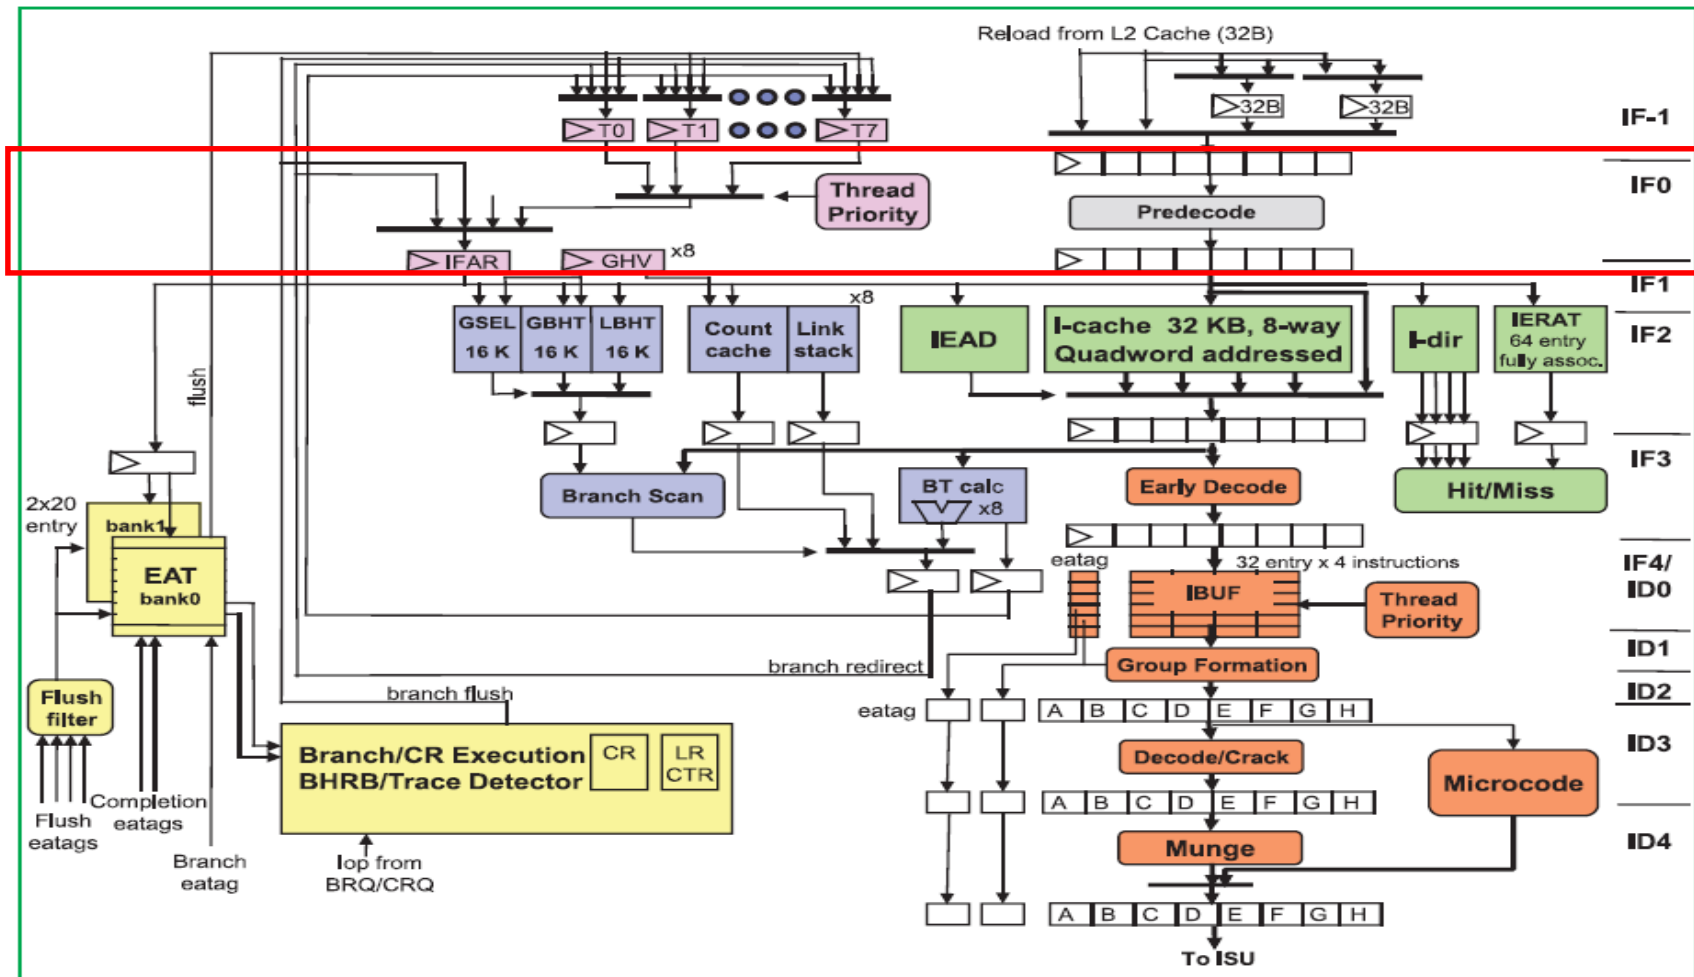 Reload from L2 Cache (32B)
32B
32B
IF-1
T0
T1
T7
IF0
Thread
Priority
Predecode
IFAR
GHV
x8
IF1
x8
GSEL
16 K
GBHT
16 K
LBHT
16 K
Count
cache
Link
stack
IEAD
I-cache 32 KB, 8-way
Quadword addressed
I-dir
IERAT
64 entry
fully assoc.
IF2
flush
IF3
Branch Scan
BT calc
x8
Early Decode
Hit/Miss
2x20
entry
bank1
EAT
bank0
eatag
32 entry x 4 instructions
IBUF
Thread
Priority
IF4/
ID0
ID1
Group Formation
branch redirect
branch flush
ID2
Flush
filter
eatag
A B C D E F G H
Branch/CR Execution
BHRB/Trace Detector
CR
LR
CTR
Decode/Crack
Microcode
ID3
Completion
eatags
Flush
eatags
A B C D E F G H
Branch
eatag
Iop from
BRQ/CRQ
Munge
ID4
A B C D E F G H
To ISU